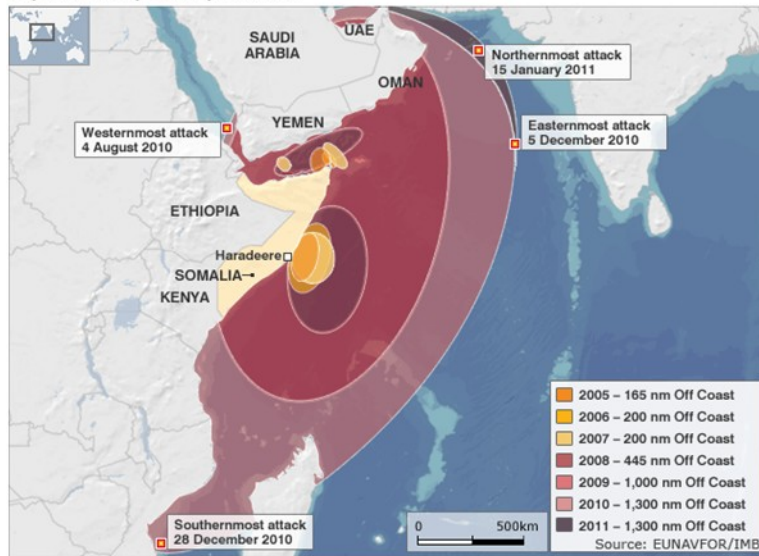 SAUDI
ARABIA
UAE
OMAN
YEMEN
Northernmost attack
15 January 2011
Easternmost attack
5 December 2010
Westernmost attack
4 August 2010
ETHIOPIA
Haradeere
SOMALIA
KENYA
2005 – 165 nm Off Coast
2006 – 200 nm Off Coast
2007 – 200 nm Off Coast
2008 – 445 nm Off Coast
2009 – 1,000 nm Off Coast
2010 – 1,300 nm Off Coast
2011 – 1,300 nm Off Coast
Southernmost attack
28 December 2010
0 500km
Source: EUNAVFOR/IMB